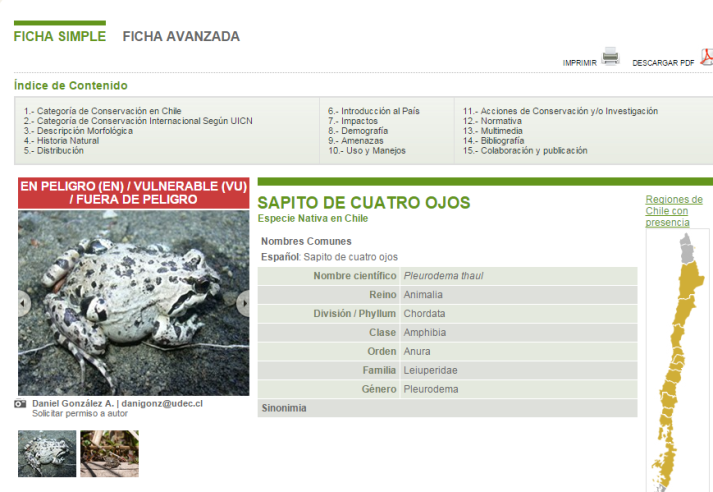 FICHA SIMPLE FICHA AVANZADA
IMPRIMIR DESCARGAR PDF
Índice de Contenido
1.- Categoría de Conservación en Chile
2.- Categoría de Conservación Internacional Según UICN
3.- Descripción Morfológica
4.- Historia Natural
5.- Distribución
6.- Introducción al País
7.- Impactos
8.- Demografía
9.- Amenazas
10.- Uso y Manejos
11.- Acciones de Conservación y/o Investigación
12.- Normativa
13.- Multimedia
14.- Bibliografía
15.- Colaboración y publicación
EN PELIGRO (EN) / VULNERABLE (VU)
/ FUERA DE PELIGRO
Daniel González A. | danigonz@udec.cl
Solicitar permiso a autor
SAPITO DE CUATRO OJOS
Especie Nativa en Chile
Nombres Comunes
Español: Sapito de cuatro ojos
Nombre científico Pleurodema thaul
Reino Animalia
División / Phyllum Chordata
Clase Amphibia
Orden Anura
Familia Leiuperidae
Género Pleurodema
Sinonimia
Regiones de
Chile con
presencia